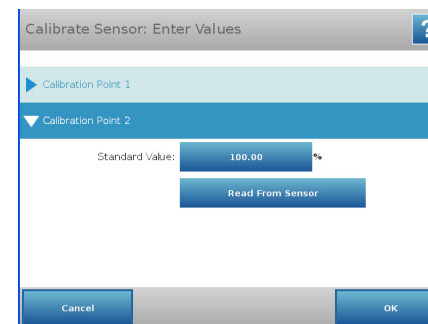 Calibrate Sensor: Enter Values ?
Calibration Point 1
Calibration Point 2
Standard Value: 100.00 %
Read From Sensor
Cancel OK